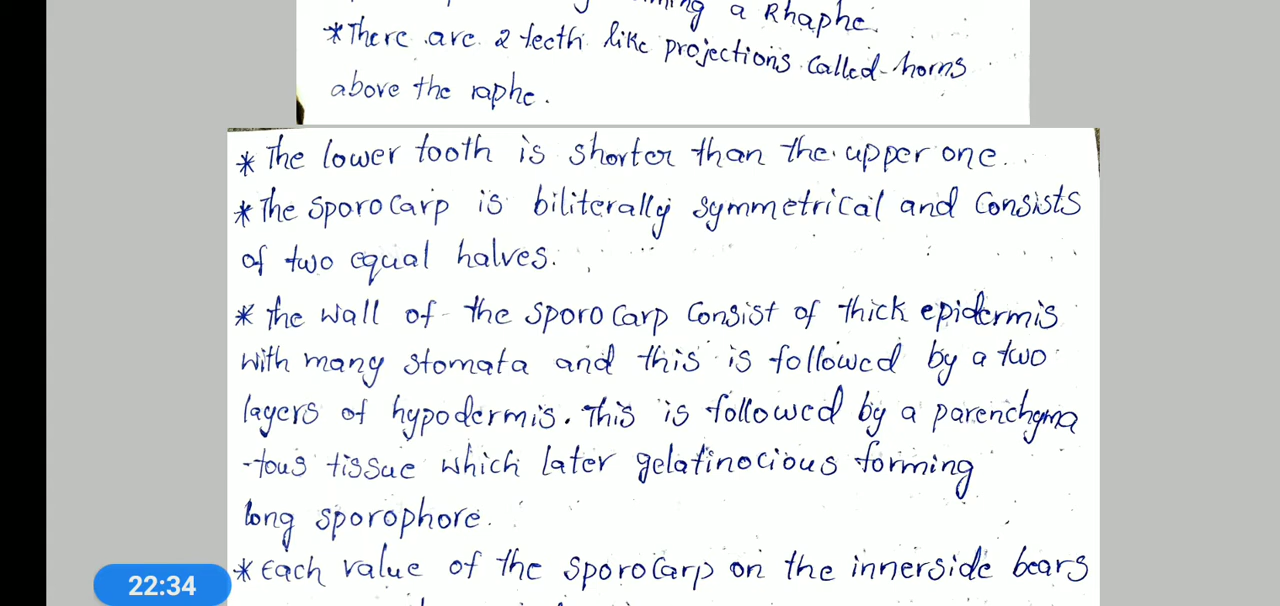 ming a Rhaphe.
* There are 2 teeth like projections called horns
above the raphe.
* The lower tooth is shorter than the upper one.
* The sporocarp is biliterally symmetrical and consists
of two equal halves.
* The wall of the sporocarp consist of thick epidermis
with many stomata and this is followed by a two
layers of hypodermis. This is followed by a parenchyma
-tous tissue which later gelatinocious forming
long sporophore.
* Each value of the sporocarp on the innerside bears
22:34